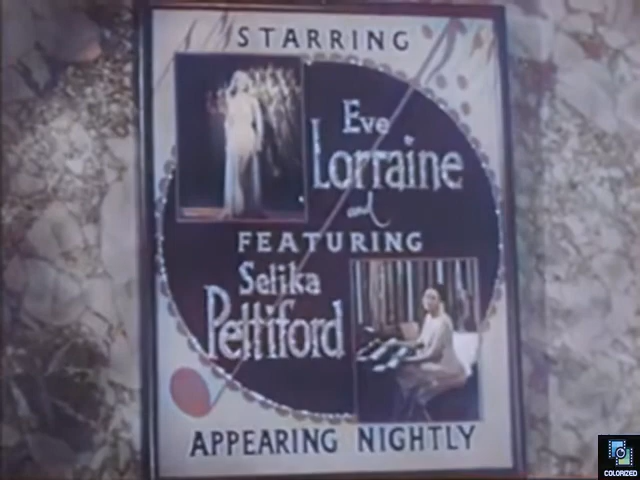 STARRING
Eve
Lorraine
and
FEATURING
Selika
Pettiford
APPEARING NIGHTLY
COLORIZED